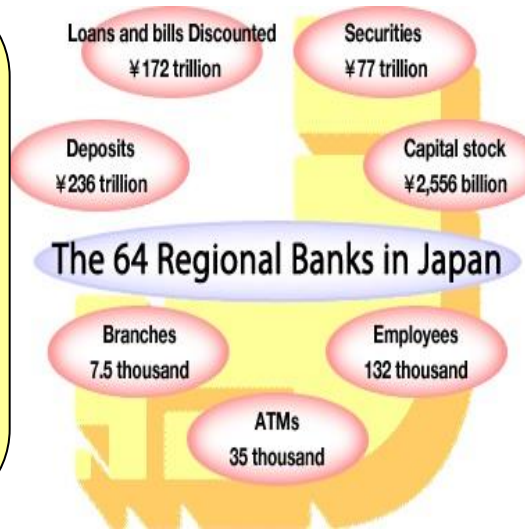 Loans and bills Discounted
¥172 trillion
Securities
¥77 trillion
Deposits
¥236 trillion
Capital stock
¥2,556 billion
The 64 Regional Banks in Japan
Branches
7.5 thousand
Employees
132 thousand
ATMs
35 thousand